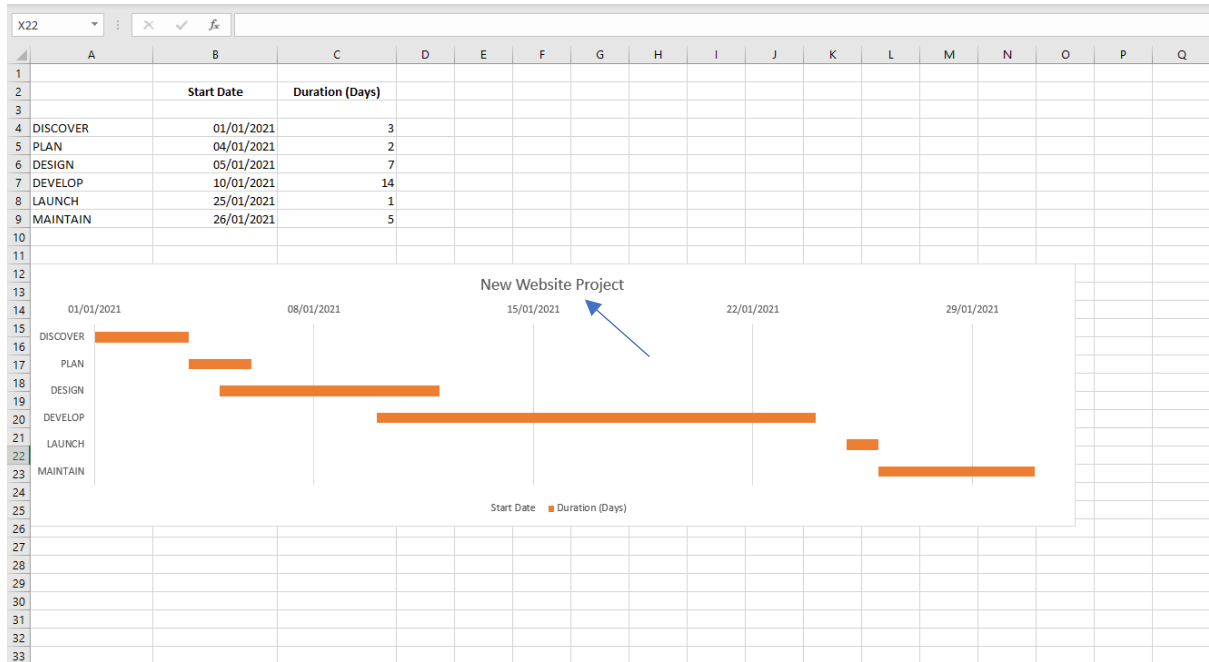 X22 fx
A B C D E F G H I J K L M N O P Q
1
2 Start Date Duration (Days)
3
4 DISCOVER 01/01/2021 3
5 PLAN 04/01/2021 2
6 DESIGN 05/01/2021 7
7 DEVELOP 10/01/2021 14
8 LAUNCH 25/01/2021 1
9 MAINTAIN 26/01/2021 5
10
11
12
13 New Website Project
14 01/01/2021 08/01/2021 15/01/2021 22/01/2021 29/01/2021
15
16 DISCOVER
17 PLAN
18 DESIGN
19
20 DEVELOP
21 LAUNCH
22
23 MAINTAIN
24
25 Start Date Duration (Days)
26
27
28
29
30
31
32
33